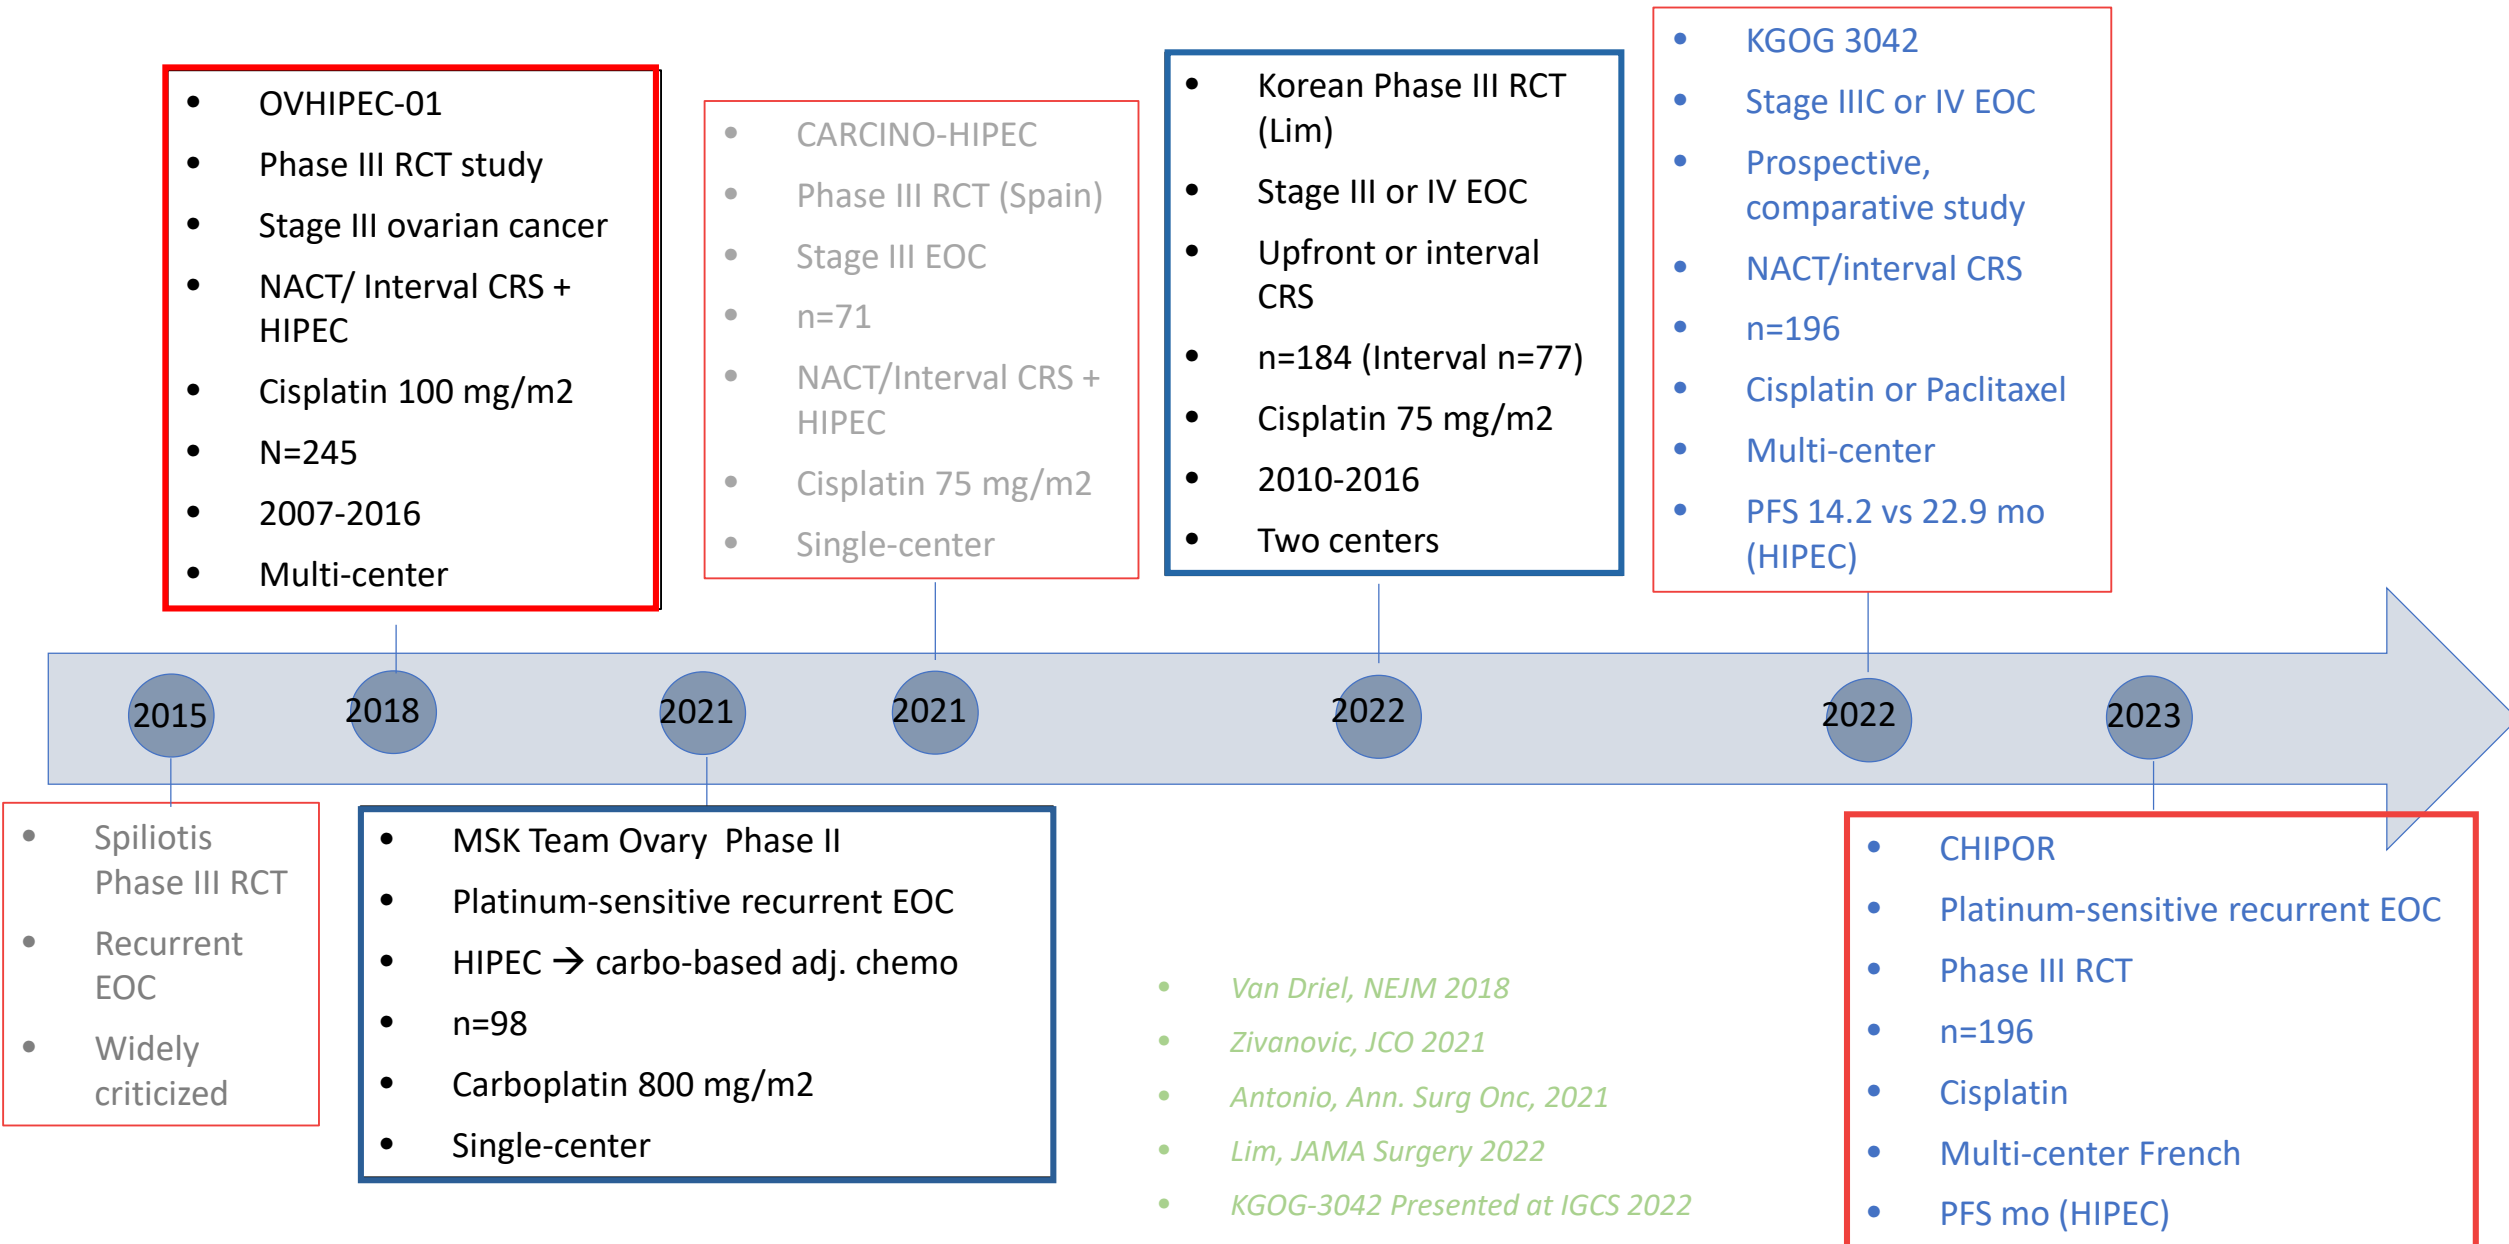 • OVHIPEC-01
• Phase III RCT study
• Stage III ovarian cancer
• NACT/ Interval CRS +
HIPEC
• Cisplatin 100 mg/m2
• N=245
• 2007-2016
• Multi-center
• CARCINO-HIPEC
• Phase III RCT (Spain)
• Stage III EOC
• n=71
• NACT/Interval CRS +
HIPEC
• Cisplatin 75 mg/m2
• Single-center
• Korean Phase III RCT
(Lim)
• Stage III or IV EOC
• Upfront or interval
CRS
• n=184 (Interval n=77)
• Cisplatin 75 mg/m2
• 2010-2016
• Two centers
• KGOG 3042
• Stage IIIC or IV EOC
• Prospective,
comparative study
• NACT/interval CRS
• n=196
• Cisplatin or Paclitaxel
• Multi-center
• PFS 14.2 vs 22.9 mo
(HIPEC)
2015
2018
2021
2021
2022
2022
2023
• Spiliotis
Phase III RCT
• Recurrent
EOC
• Widely
criticized
• MSK Team Ovary Phase II
• Platinum-sensitive recurrent EOC
• HIPEC → carbo-based adj. chemo
• n=98
• Carboplatin 800 mg/m2
• Single-center
• Van Driel, NEJM 2018
• Zivanovic, JCO 2021
• Antonio, Ann. Surg Onc, 2021
• Lim, JAMA Surgery 2022
• KGOG-3042 Presented at IGCS 2022
• CHIPOR
• Platinum-sensitive recurrent EOC
• Phase III RCT
• n=196
• Cisplatin
• Multi-center French
• PFS mo (HIPEC)